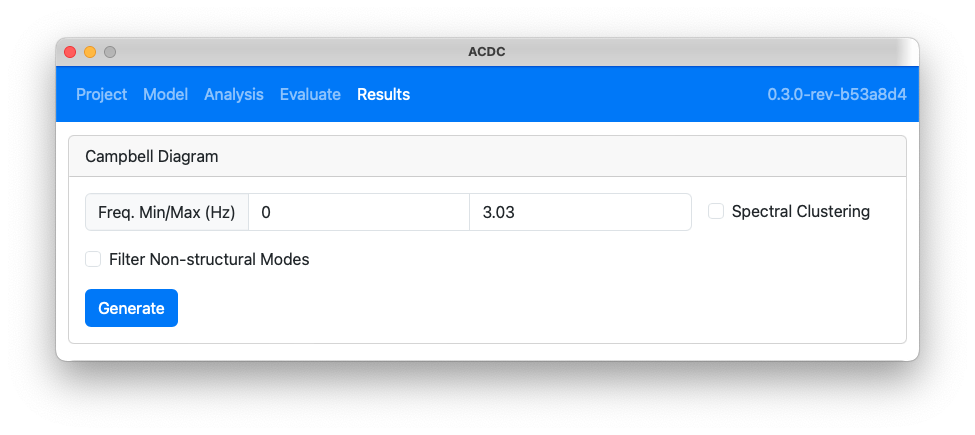 ACDC
Project Model Analysis Evaluate Results 0.3.0-rev-b53a8d4
Campbell Diagram
Freq. Min/Max (Hz) 0 3.03 Spectral Clustering
Filter Non-structural Modes
Generate